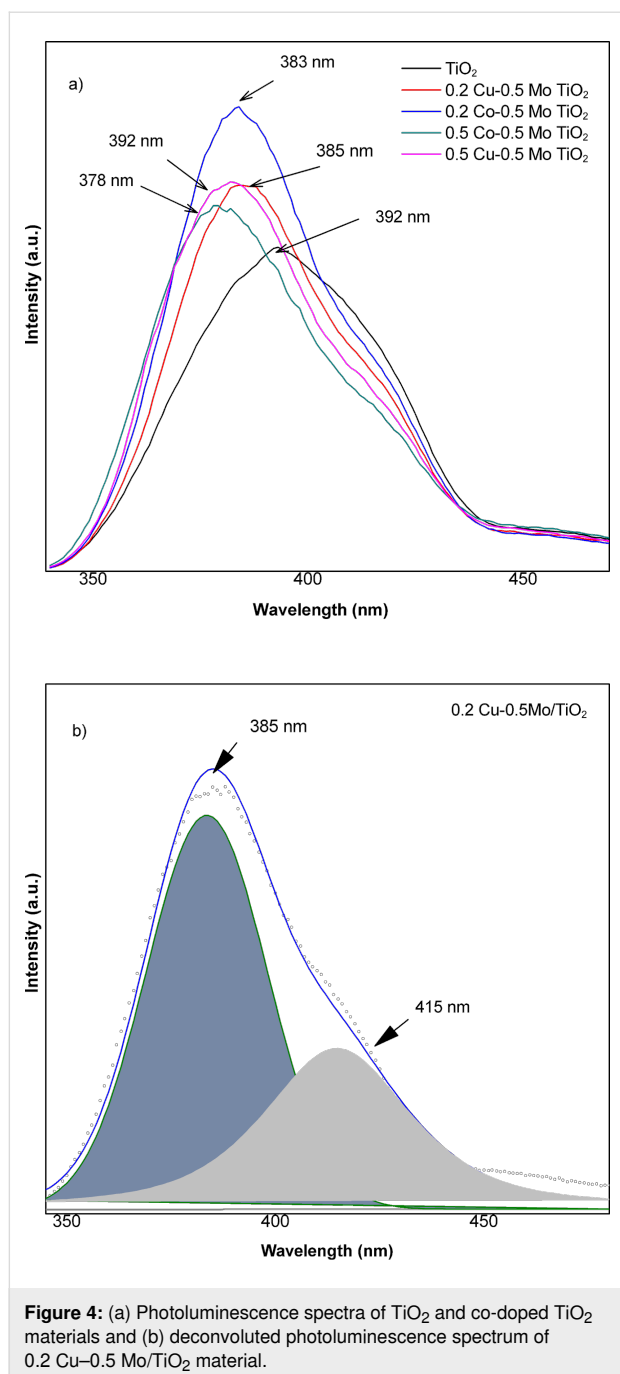 a)
383 nm
392 nm
378 nm
385 nm
392 nm
TiO₂
0.2 Cu-0.5 Mo TiO₂
0.2 Co-0.5 Mo TiO₂
0.5 Co-0.5 Mo TiO₂
0.5 Cu-0.5 Mo TiO₂
Intensity (a.u.)
350 400 450
Wavelength (nm)
b)
385 nm
0.2 Cu-0.5Mo/TiO₂
415 nm
Intensity (a.u.)
350 400 450
Wavelength (nm)
Figure 4: (a) Photoluminescence spectra of TiO₂ and co-doped TiO₂
materials and (b) deconvoluted photoluminescence spectrum of
0.2 Cu–0.5 Mo/TiO₂ material.